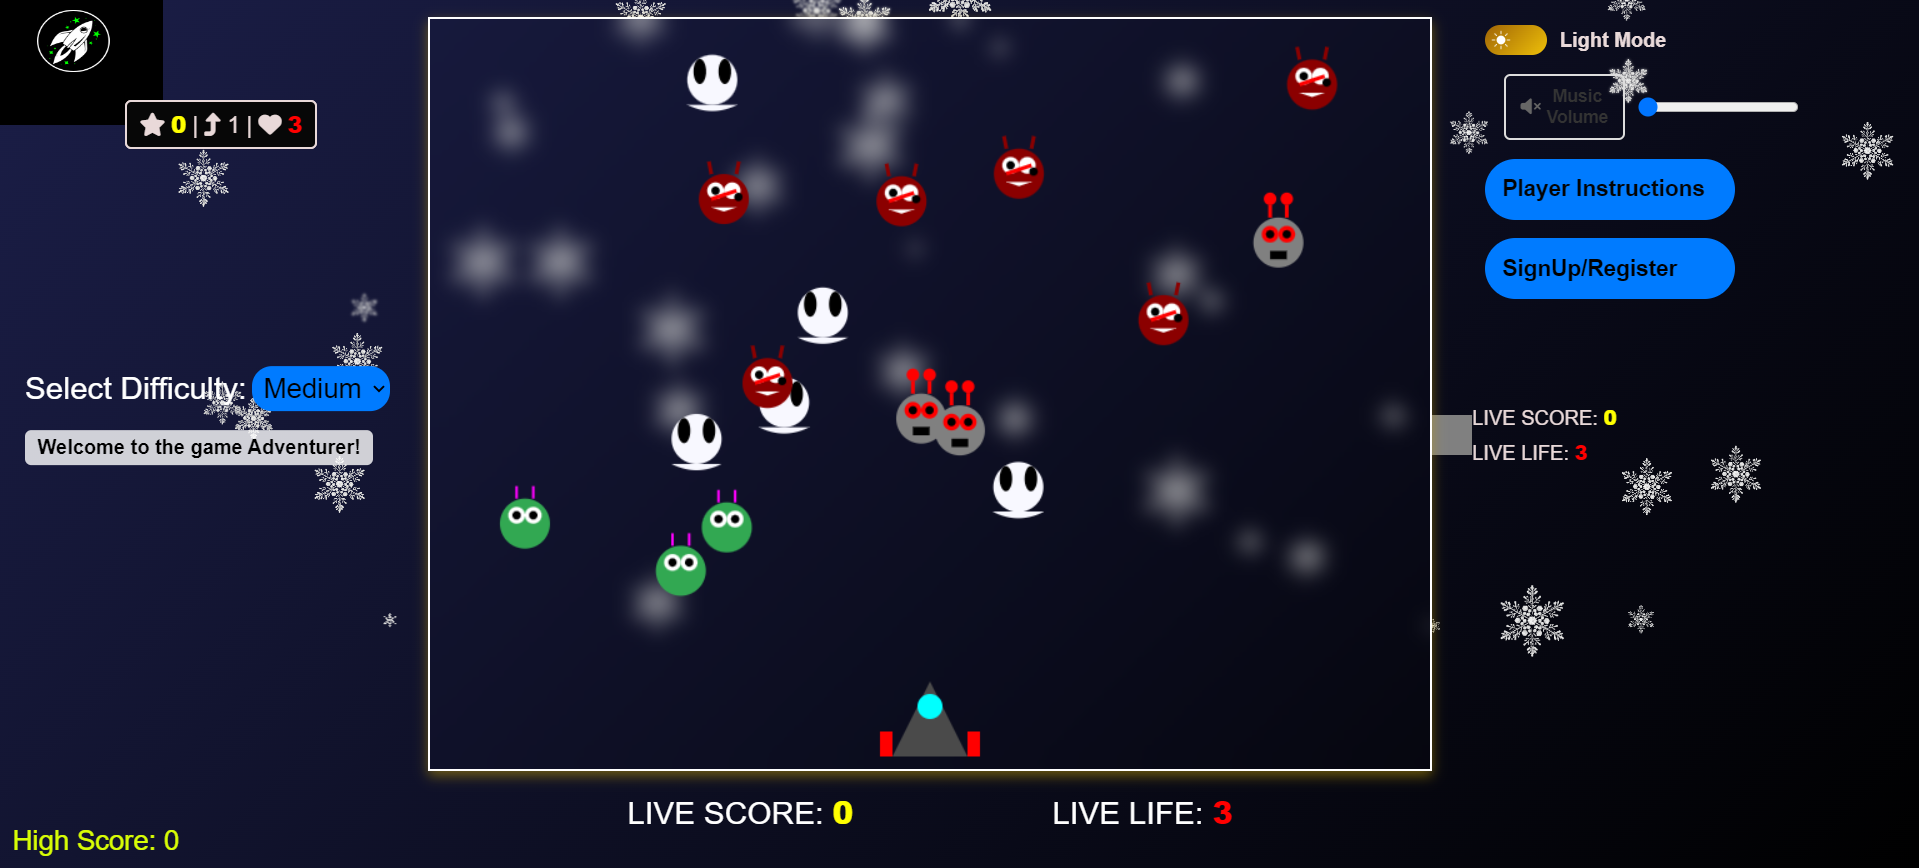 0 | 1 | 3
Light Mode
Music
Volume
Player Instructions
SignUp/Register
Select Difficulty: Medium
Welcome to the game Adventurer!
LIVE SCORE: 0
LIVE LIFE: 3
LIVE SCORE: 0 LIVE LIFE: 3
High Score: 0